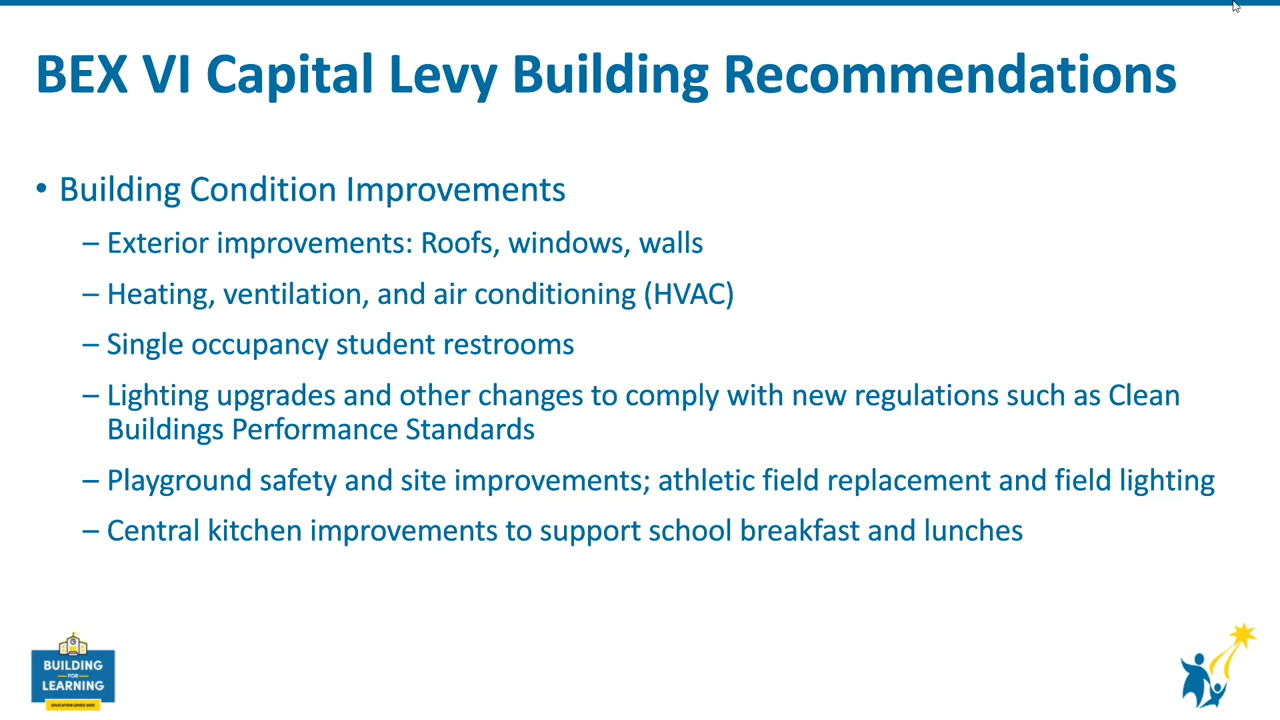 BEX VI Capital Levy Building Recommendations
• Building Condition Improvements
– Exterior improvements: Roofs, windows, walls
– Heating, ventilation, and air conditioning (HVAC)
– Single occupancy student restrooms
– Lighting upgrades and other changes to comply with new regulations such as Clean
Buildings Performance Standards
– Playground safety and site improvements; athletic field replacement and field lighting
– Central kitchen improvements to support school breakfast and lunches
BUILDING
FOR
LEARNING